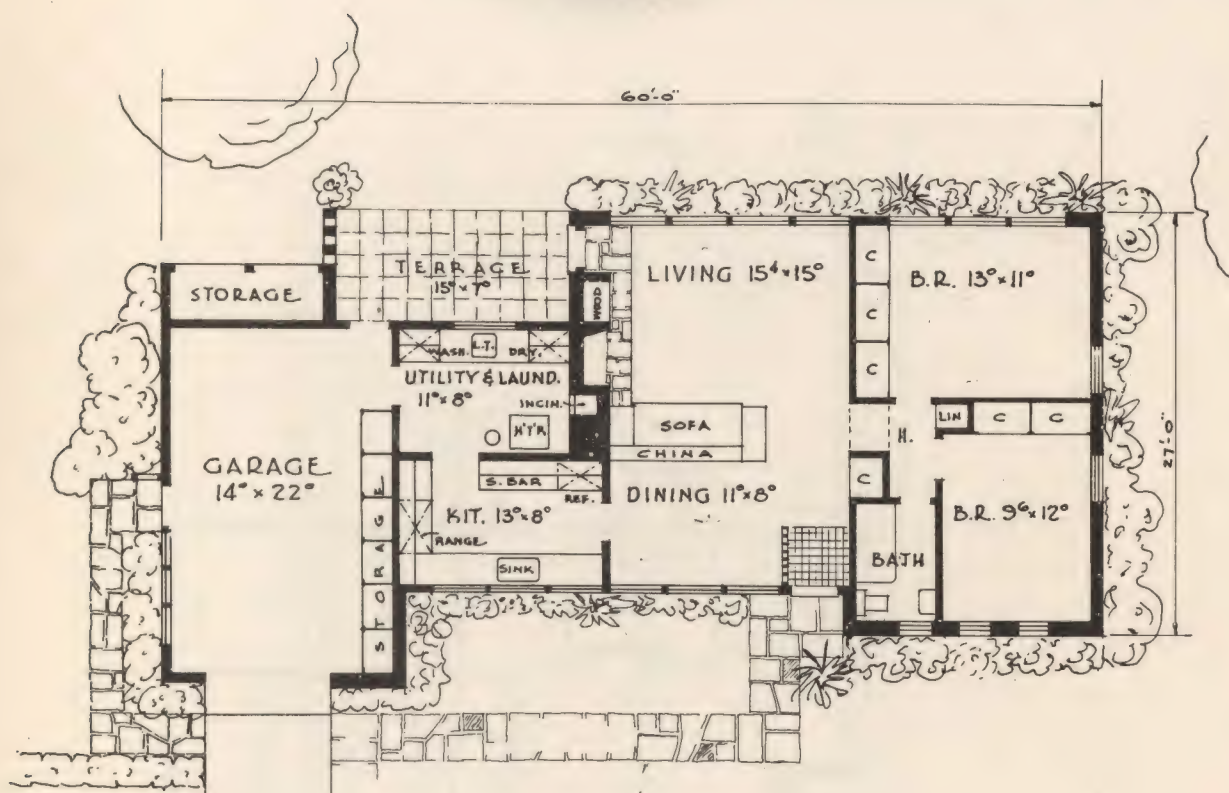 60'-0"
TERRAGE
15⁰ x 7⁰
STORAGE
WOOD
LIVING 15⁴ x 15⁰
C
C
C
B.R. 13⁰ x 11⁰
WASH.
L.T.
DRY.
UTILITY & LAUND.
11⁰ x 8⁰
INCIN.
H'T'R
SOFA
CHINA
H.
LIN
C
C
27'-0"
GARAGE
14⁰ x 22⁰
STORAGE
S. BAR
REF.
KIT. 13⁰ x 8⁰
RANGE
SINK
DINING 11⁰ x 8⁰
C
BATH
B.R. 9⁶ x 12⁰